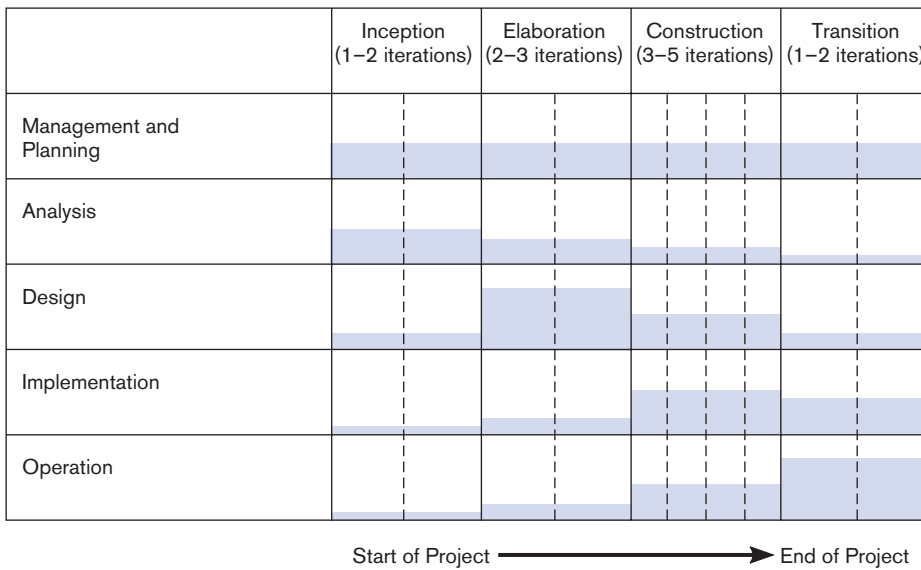 Inception
(1–2 iterations)
Elaboration
(2–3 iterations)
Construction
(3–5 iterations)
Transition
(1–2 iterations)
Management and
Planning
Analysis
Design
Implementation
Operation
Start of Project
End of Project